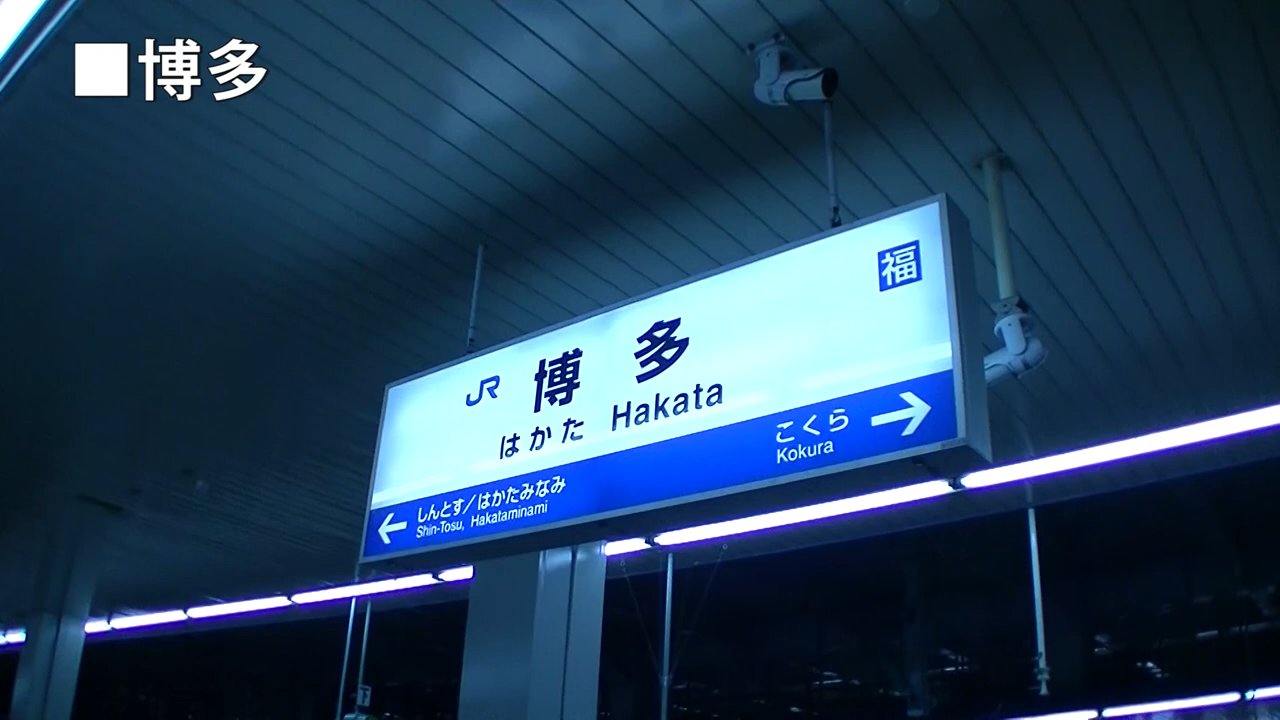 ■博多
福
JR 博多
はかた Hakata
こくら →
Kokura
← しんとす/はかたみなみ
Shin-Tosu, Hakataminami